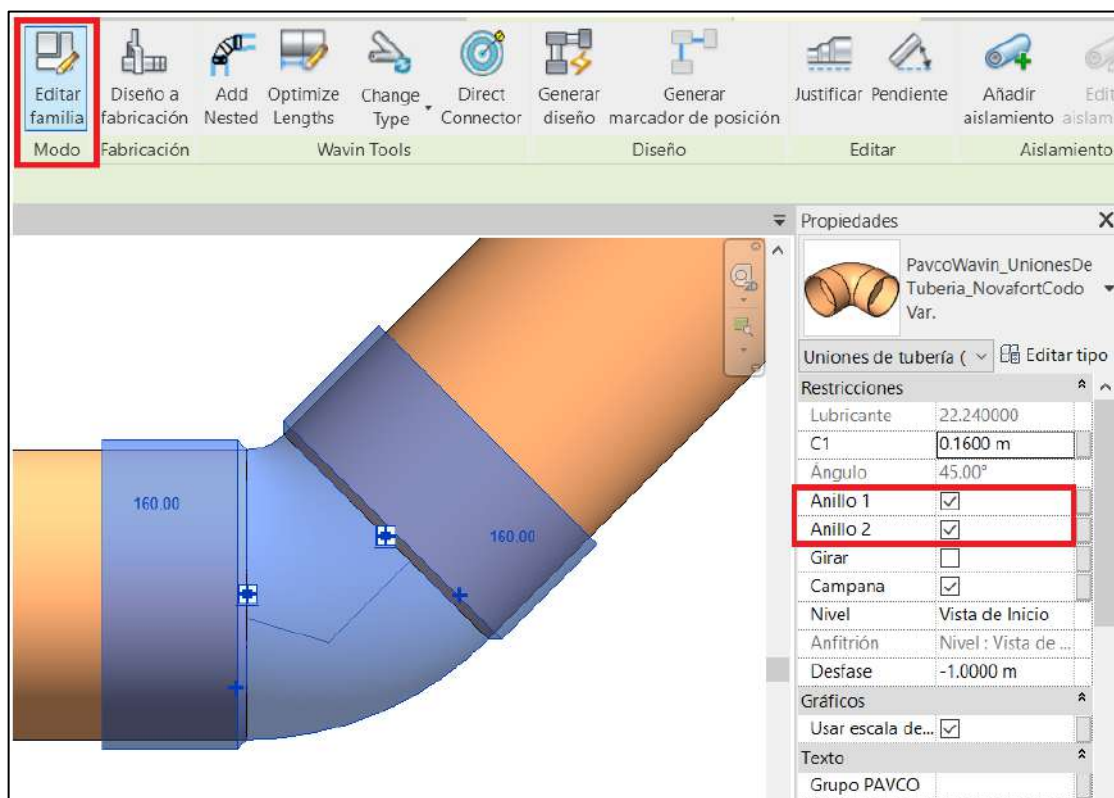 Editar familia
Diseño a fabricación
Add Nested
Optimize Lengths
Change Type
Direct Connector
Generar diseño
Generar marcador de posición
Justificar
Pendiente
Añadir aislamiento
Modo
Fabricación
Wavin Tools
Diseño
Editar
Aislamiento
Propiedades
X
2D
PavcoWavin_UnionesDe
Tuberia_NovafortCodo
Var.
Uniones de tubería (
Editar tipo
Restricciones
Lubricante 22.240000
C1 0.1600 m
Ángulo 45.00°
Anillo 1
Anillo 2
Girar
Campana
Nivel Vista de Inicio
Anfitrión Nivel : Vista de ...
Desfase -1.0000 m
Gráficos
Usar escala de...
Texto
Grupo PAVCO
160.00
160.00